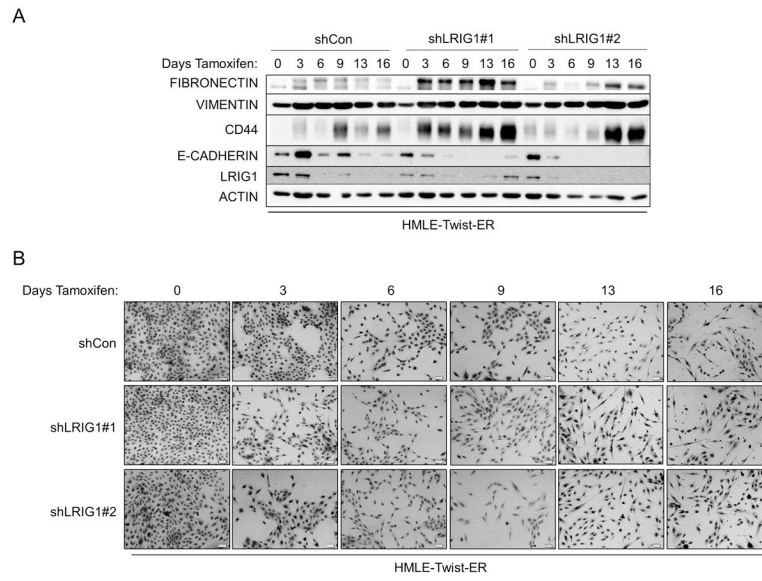 A
shCon shLRIG1#1 shLRIG1#2
Days Tamoxifen: 0 3 6 9 13 16 0 3 6 9 13 16 0 3 6 9 13 16
FIBRONECTIN
VIMENTIN
CD44
E-CADHERIN
LRIG1
ACTIN
HMLE-Twist-ER
B
Days Tamoxifen: 0 3 6 9 13 16
shCon
shLRIG1#1
shLRIG1#2
HMLE-Twist-ER